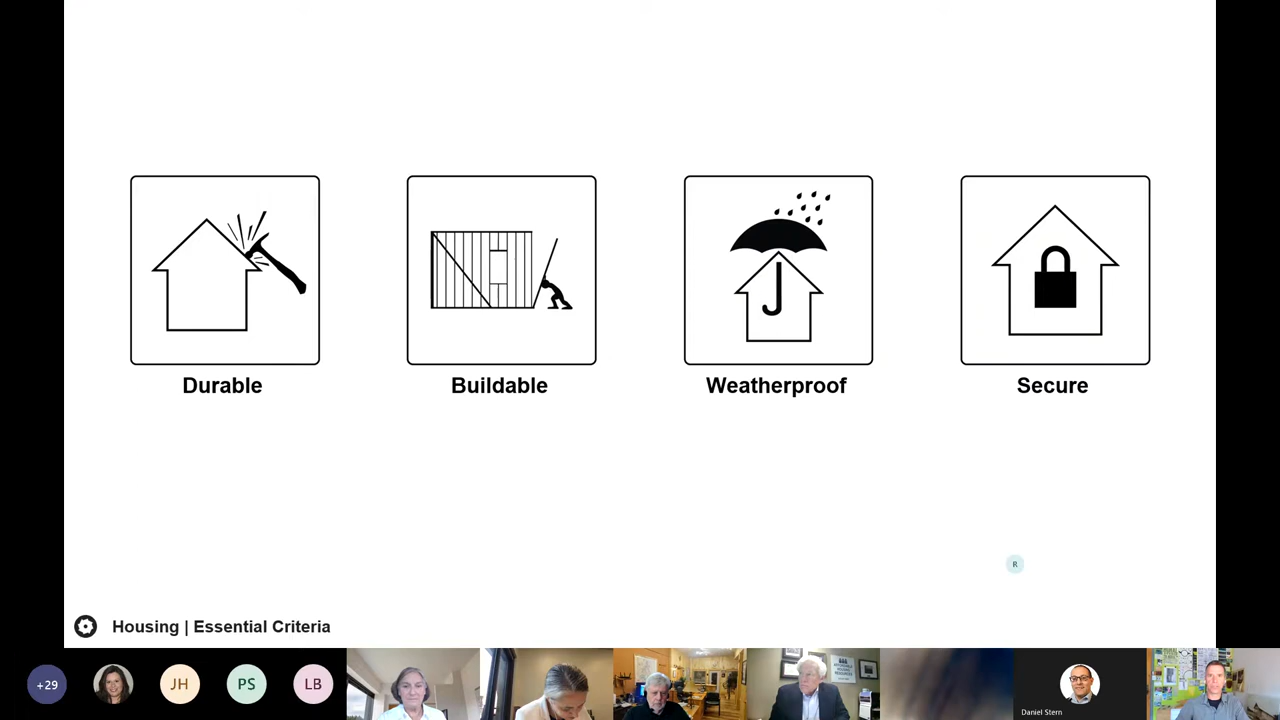 Durable
Buildable
Weatherproof
Secure
R
Housing | Essential Criteria
+29
JH
PS
LB
Daniel Stern